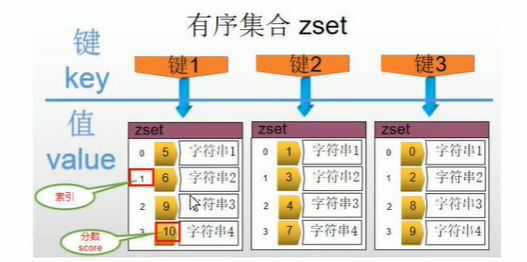 有序集合 zset
键
key
键1
键2
键3
值
value
zset
0 5 字符串1
1 6 字符串2
2 9 字符串3
3 10 字符串4
zset
0 1 字符串1
1 3 字符串2
2 4 字符串3
3 7 字符串4
zset
0 0 字符串1
1 2 字符串2
2 8 字符串3
3 9 字符串4
索引
分数
score